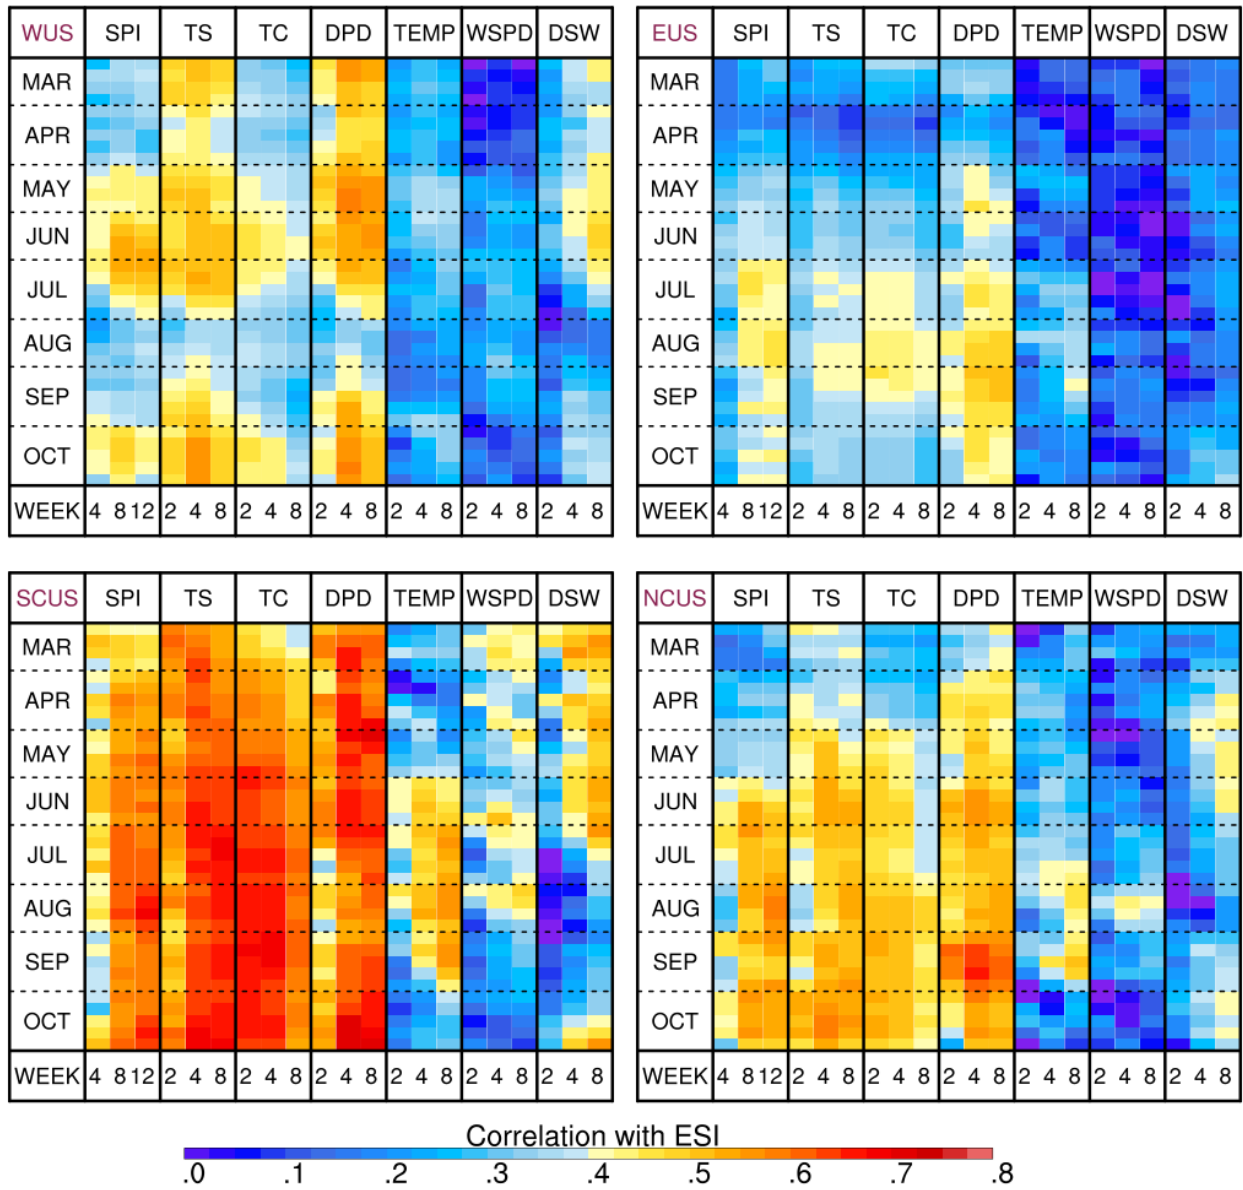 WUS SPI TS TC DPD TEMP WSPD DSW
MAR
APR
MAY
JUN
JUL
AUG
SEP
OCT
WEEK 4 8 12 2 4 8 2 4 8 2 4 8 2 4 8 2 4 8 2 4 8
EUS SPI TS TC DPD TEMP WSPD DSW
MAR
APR
MAY
JUN
JUL
AUG
SEP
OCT
WEEK 4 8 12 2 4 8 2 4 8 2 4 8 2 4 8 2 4 8 2 4 8
SCUS SPI TS TC DPD TEMP WSPD DSW
MAR
APR
MAY
JUN
JUL
AUG
SEP
OCT
WEEK 4 8 12 2 4 8 2 4 8 2 4 8 2 4 8 2 4 8 2 4 8
NCUS SPI TS TC DPD TEMP WSPD DSW
MAR
APR
MAY
JUN
JUL
AUG
SEP
OCT
WEEK 4 8 12 2 4 8 2 4 8 2 4 8 2 4 8 2 4 8 2 4 8
Correlation with ESI
.0 .1 .2 .3 .4 .5 .6 .7 .8